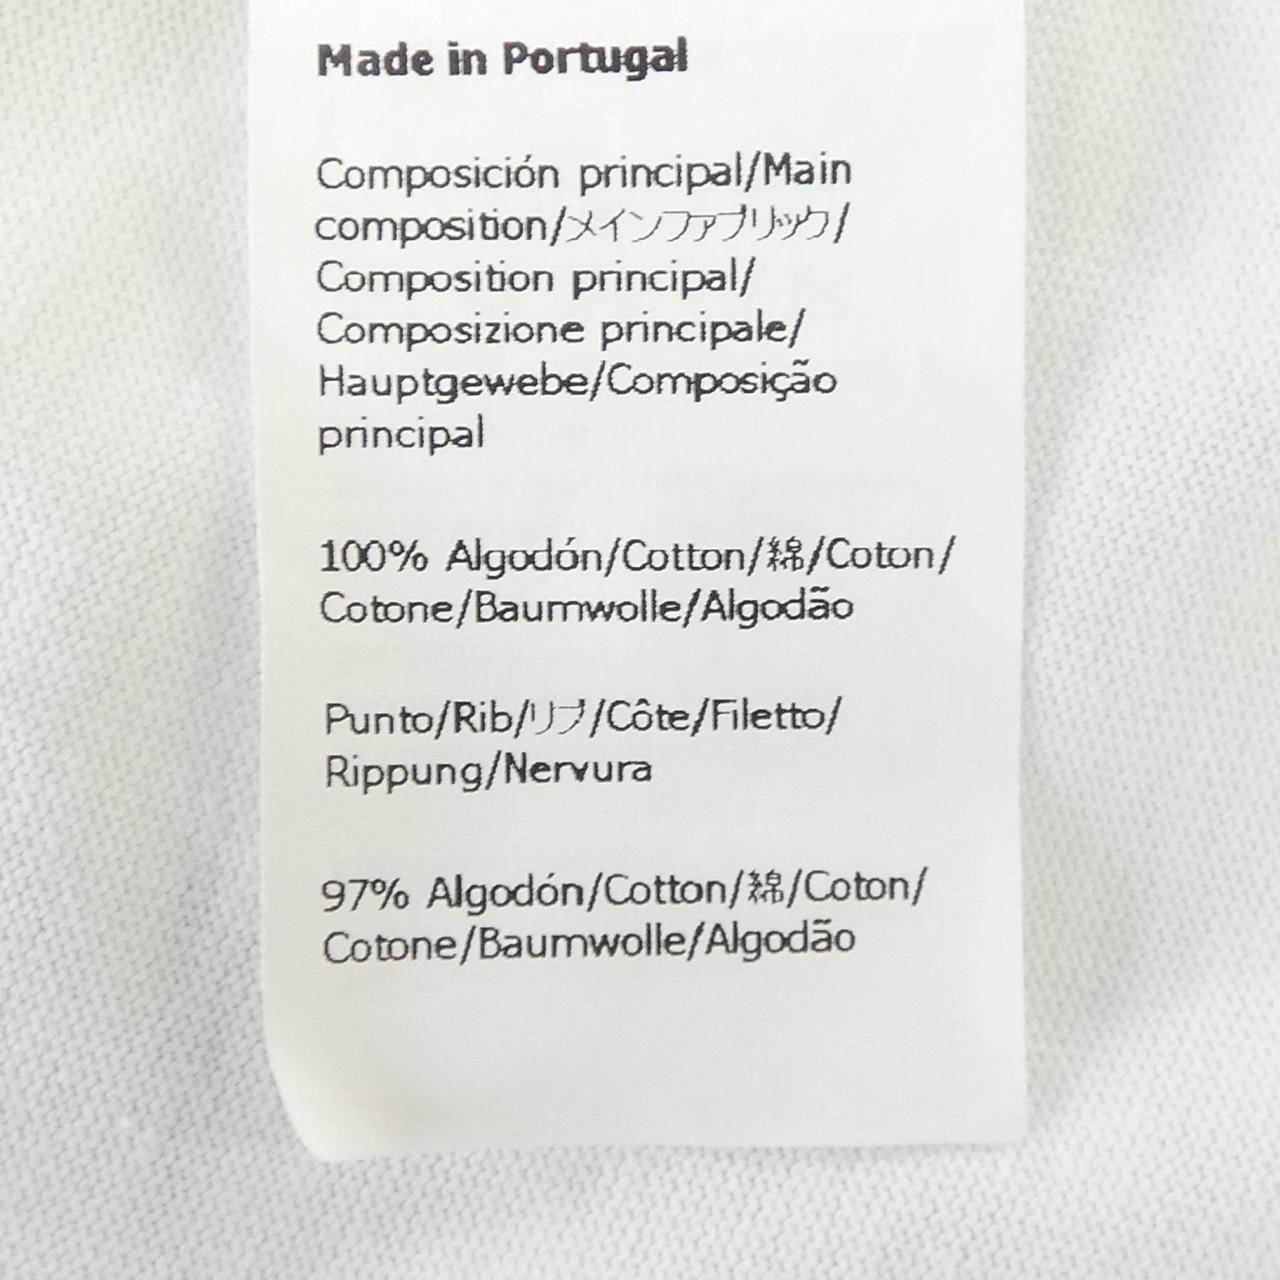 Made in Portugal
Composición principal/Main
composition/メインファブリック/
Composition principal/
Composizione principale/
Hauptgewebe/Composição
principal
100% Algodón/Cotton/綿/Coton/
Cotone/Baumwolle/Algodão
Punto/Rib/リブ/Côte/Filetto/
Rippung/Nervura
97% Algodón/Cotton/綿/Coton/
Cotone/Baumwolle/Algodão